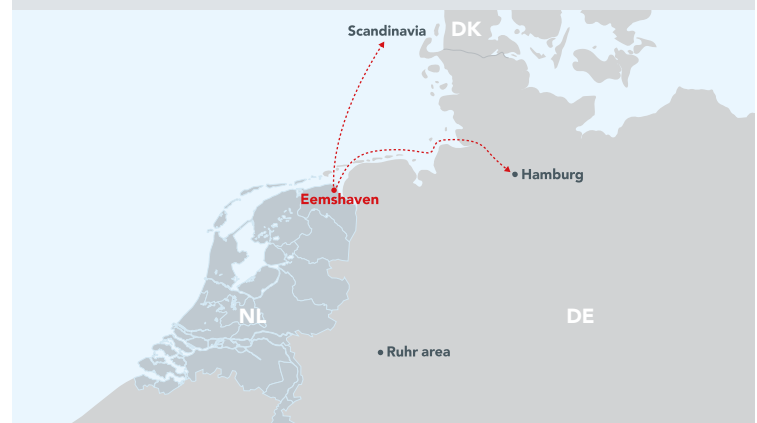 Scandinavia
DK
Hamburg
Eemshaven
NL
DE
Ruhr area